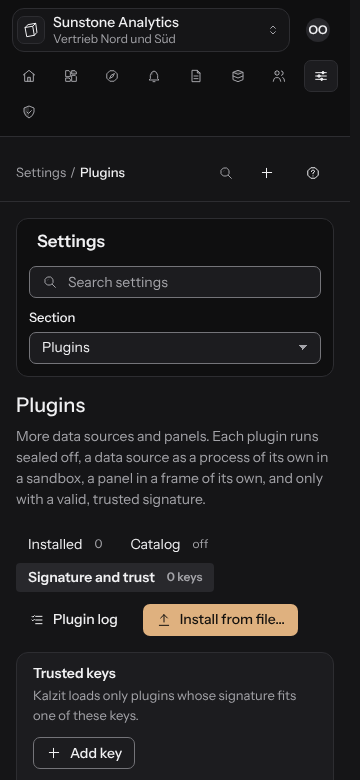 Sunstone Analytics
Vertrieb Nord und Süd
OO
Settings / Plugins
Settings
Search settings
Section
Plugins
Plugins
More data sources and panels. Each plugin runs
sealed off, a data source as a process of its own in
a sandbox, a panel in a frame of its own, and only
with a valid, trusted signature.
Installed 0 Catalog off
Signature and trust 0 keys
Plugin log Install from file...
Trusted keys
Kalzit loads only plugins whose signature fits
one of these keys.
Add key